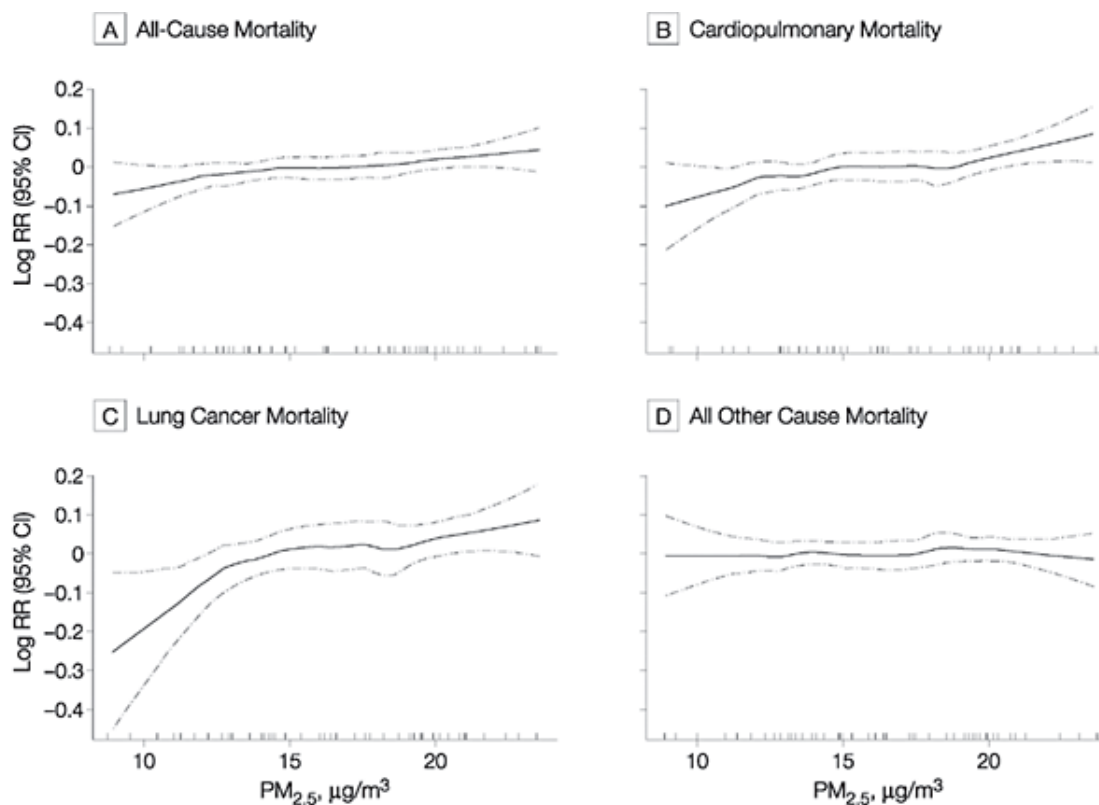 A All-Cause Mortality
B Cardiopulmonary Mortality
0.2
0.1
0
−0.1
−0.2
−0.3
−0.4
Log RR (95% CI)
C Lung Cancer Mortality
D All Other Cause Mortality
0.2
0.1
0
−0.1
−0.2
−0.3
−0.4
Log RR (95% CI)
10 15 20
PM2.5, μg/m³
10 15 20
PM2.5, μg/m³